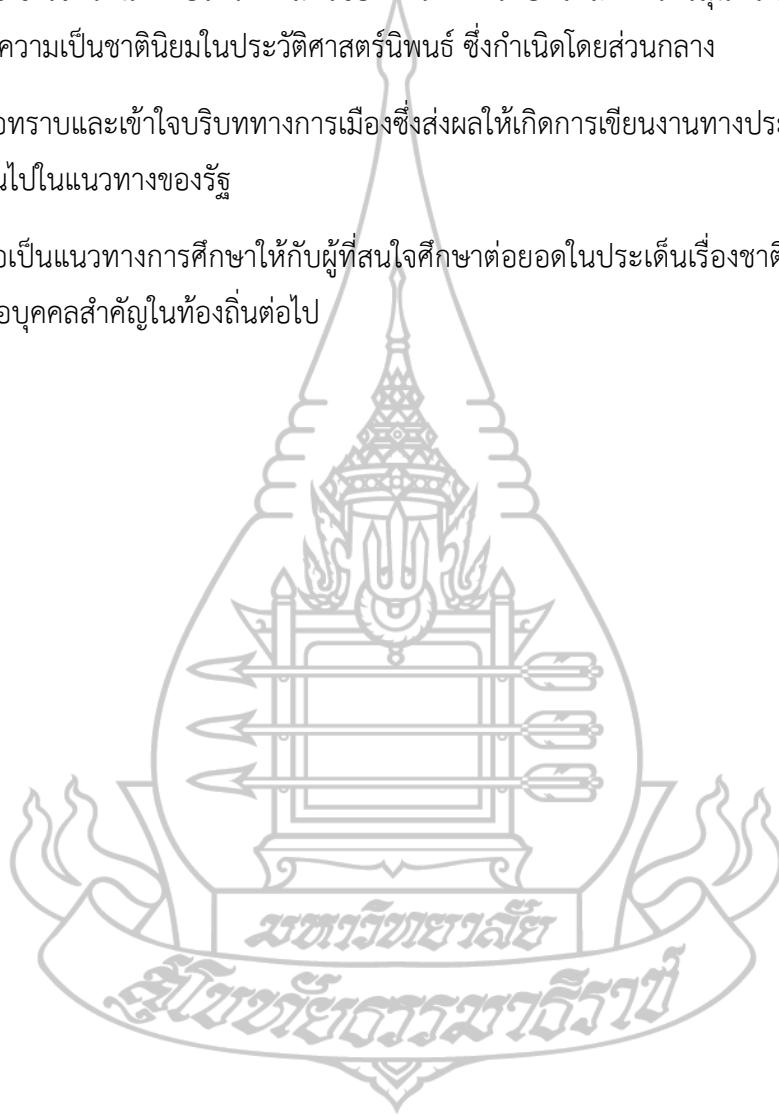 ความเป็นชาตินิยมในประวัติศาสตร์นิพนธ์ ซึ่งกำเนิดโดยส่วนกลาง
อทราบและเข้าใจบริบททางการเมืองซึ่งส่งผลให้เกิดการเขียนงานทางประ
นไปในแนวทางของรัฐ
อเป็นแนวทางการศึกษาให้กับผู้ที่สนใจศึกษาต่อยอดในประเด็นเรื่องชาติ
อบุคคลสำคัญในท้องถิ่นต่อไป
มหาวิทยาลัย
สุโขทัยธรรมาธิราช